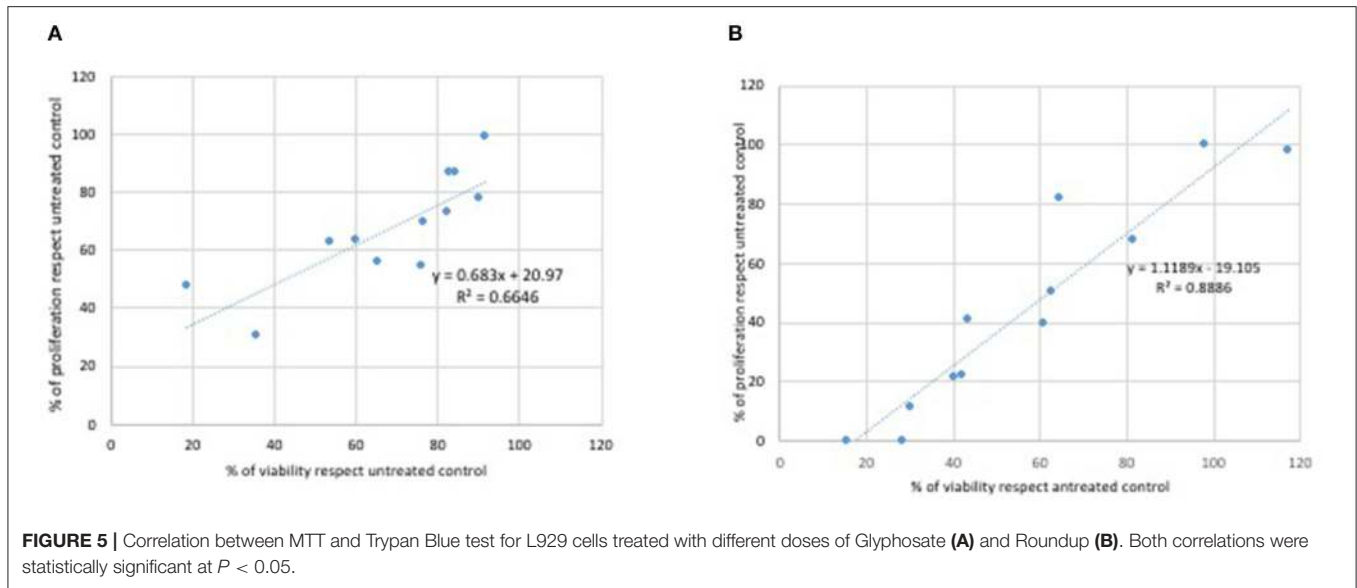 A
% of proliferation respect untreated control
120
100
80
60
40
20
0
0 20 40 60 80 100 120
y = 0.683x + 20.97
R² = 0.6646
% of viability respect untreated control
B
% of proliferation respect untreaated control
120
100
80
60
40
20
0
0 20 40 60 80 100 120
y = 1.1189x - 19.105
R² = 0.8886
% of viability respect antreated control
FIGURE 5 | Correlation between MTT and Trypan Blue test for L929 cells treated with different doses of Glyphosate (A) and Roundup (B). Both correlations were
statistically significant at P < 0.05.